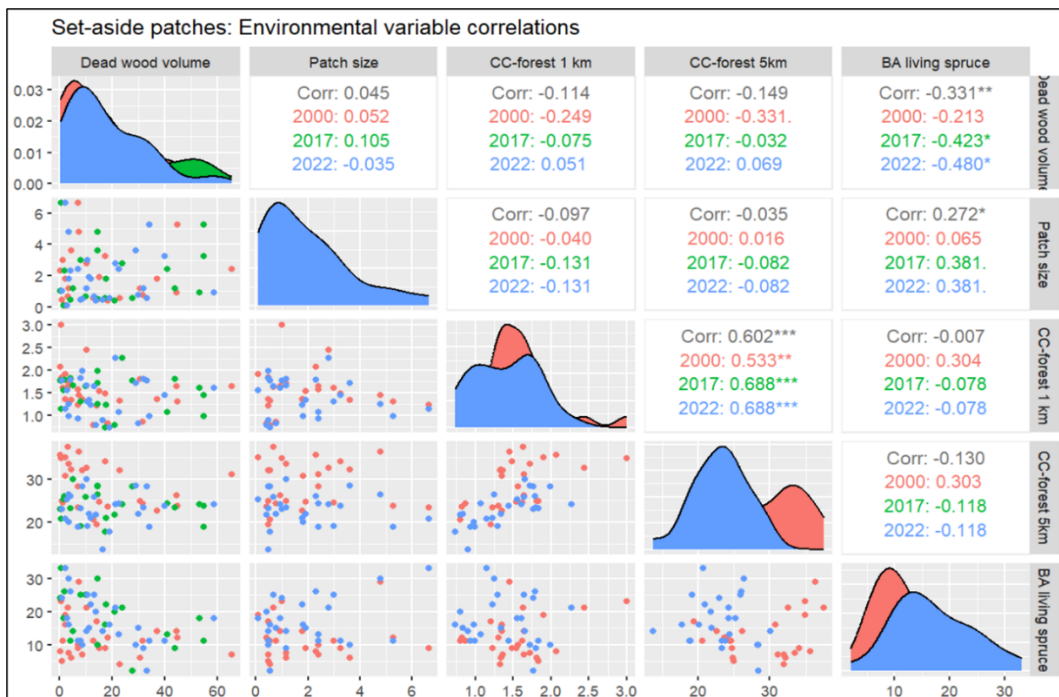 Set-aside patches: Environmental variable correlations
Dead wood volume Patch size CC-forest 1 km CC-forest 5km BA living spruce
0.03
0.02
0.01
0.00
Corr: 0.045
2000: 0.052
2017: 0.105
2022: -0.035
Corr: -0.114
2000: -0.249
2017: -0.075
2022: 0.051
Corr: -0.149
2000: -0.331.
2017: -0.032
2022: 0.069
Corr: -0.331**
2000: -0.213
2017: -0.423*
2022: -0.480*
Dead wood volume
6
4
2
0
Corr: -0.097
2000: -0.040
2017: -0.131
2022: -0.131
Corr: -0.035
2000: 0.016
2017: -0.082
2022: -0.082
Corr: 0.272*
2000: 0.065
2017: 0.381.
2022: 0.381.
Patch size
3.0
2.5
2.0
1.5
1.0
Corr: 0.602***
2000: 0.533**
2017: 0.688***
2022: 0.688***
Corr: -0.007
2000: 0.304
2017: -0.078
2022: -0.078
CC-forest 1 km
30
20
Corr: -0.130
2000: 0.303
2017: -0.118
2022: -0.118
CC-forest 5km
30
20
10
BA living spruce
0 20 40 60 0 2 4 6 1.0 1.5 2.0 2.5 3.0 20 30 10 20 30